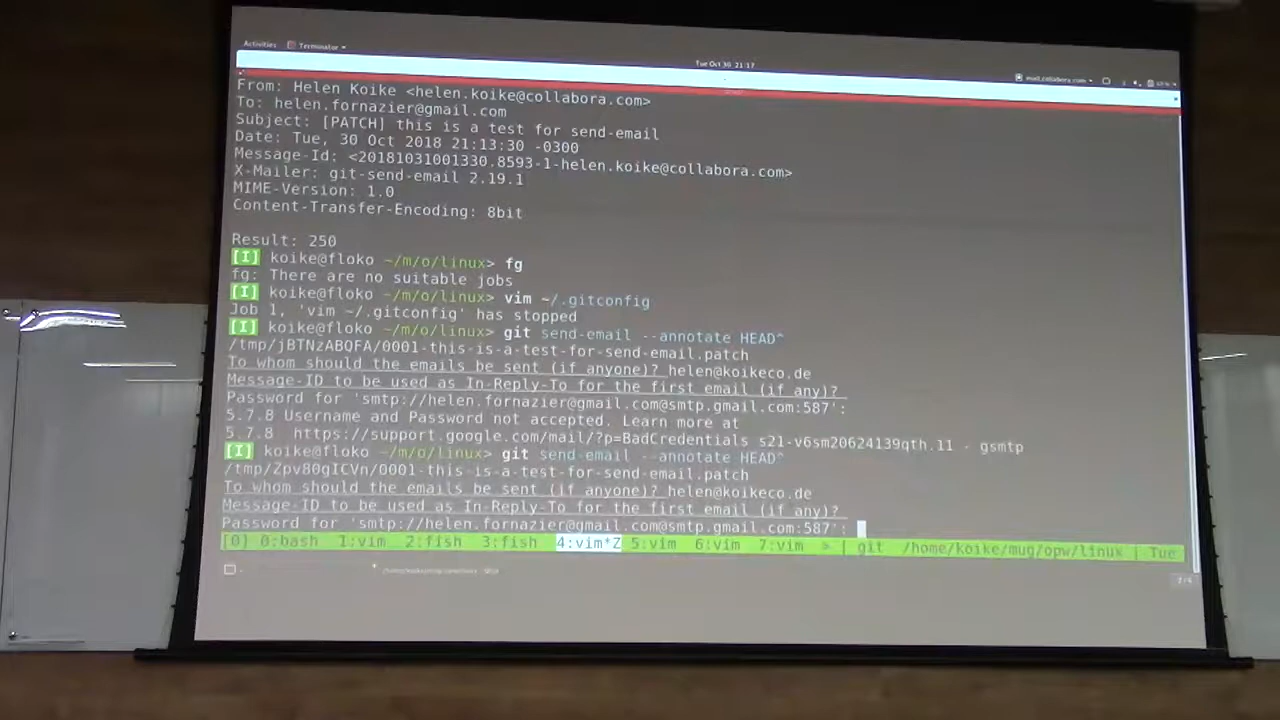 Activities Terminator
Tue Oct 30, 21:17
From: Helen Koike <helen.koike@collabora.com>
To: helen.fornazier@gmail.com
Subject: [PATCH] this is a test for send-email
Date: Tue, 30 Oct 2018 21:13:30 -0300
Message-Id: <20181031001330.8593-1-helen.koike@collabora.com>
X-Mailer: git-send-email 2.19.1
MIME-Version: 1.0
Content-Transfer-Encoding: 8bit
Result: 250
[I] koike@floko ~/m/o/linux> fg
fg: There are no suitable jobs
[I] koike@floko ~/m/o/linux> vim ~/.gitconfig
Job 1, 'vim ~/.gitconfig' has stopped
[I] koike@floko ~/m/o/linux> git send-email --annotate HEAD^
/tmp/jBTNzABQFA/0001-this-is-a-test-for-send-email.patch
To whom should the emails be sent (if anyone)? helen@koikeco.de
Message-ID to be used as In-Reply-To for the first email (if any)?
Password for 'smtp://helen.fornazier@gmail.com@smtp.gmail.com:587':
5.7.8 Username and Password not accepted. Learn more at
5.7.8 https://support.google.com/mail/?p=BadCredentials s21-v6sm20624139qth.11 - gsmtp
[I] koike@floko ~/m/o/linux> git send-email --annotate HEAD^
/tmp/Zpv80gICVn/0001-this-is-a-test-for-send-email.patch
To whom should the emails be sent (if anyone)? helen@koikeco.de
Message-ID to be used as In-Reply-To for the first email (if any)?
Password for 'smtp://helen.fornazier@gmail.com@smtp.gmail.com:587':
[0] 0:bash 1:vim 2:fish 3:fish 4:vim*Z 5:vim 6:vim 7:vim > | git /home/koike/mug/opw/linux | Tue